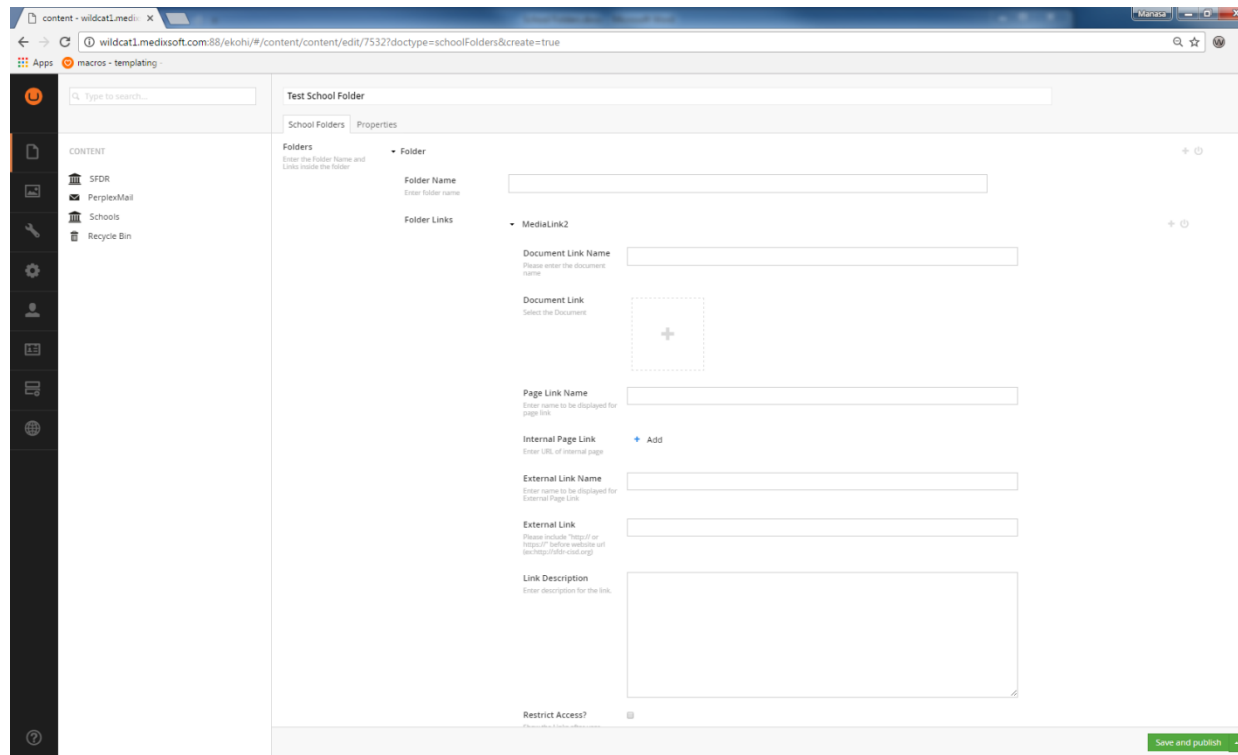 content - wildcat1.medix
School Folders.docx - Microsoft Word
Manasa
wildcat1.medixsoft.com:88/ekohi/#/content/content/edit/7532?doctype=schoolFolders&create=true
Apps
macros - templating
Type to search...
Test School Folder
School Folders
Properties
CONTENT
SFDR
PerplexMail
Schools
Recycle Bin
Folders
Enter the Folder Name and
Links inside the folder
Folder
Folder Name
Enter folder name
Folder Links
MediaLink2
Document Link Name
Please enter the document
name
Document Link
Select the Document
Page Link Name
Enter name to be displayed for
page link
Internal Page Link
Add
Enter URL of internal page
External Link Name
Enter name to be displayed for
External Page Link
External Link
Please include "http:// or
https://" before website url
(ex:http://sfdr-cisd.org)
Link Description
Enter description for the link.
Restrict Access?
Save and publish